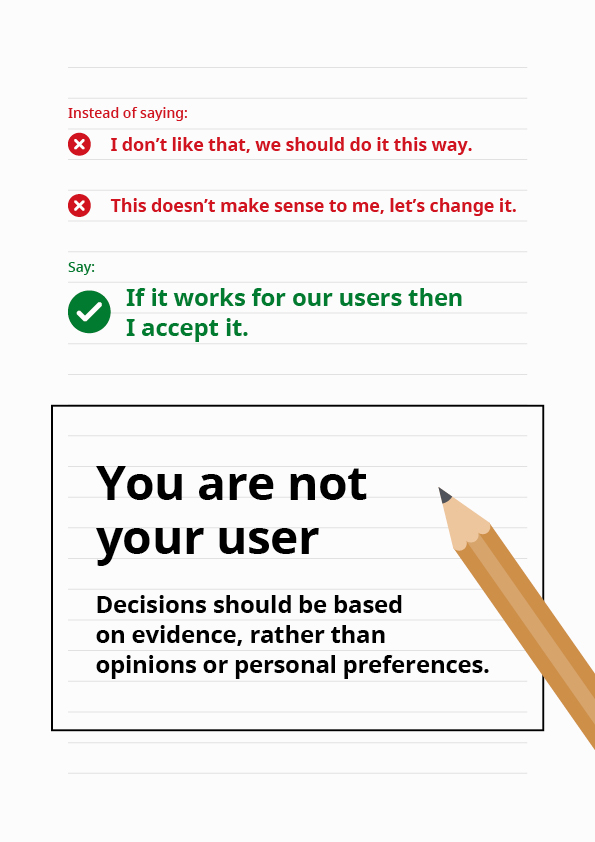 Instead of saying:
I don’t like that, we should do it this way.
This doesn’t make sense to me, let’s change it.
Say:
If it works for our users then
I accept it.
You are not
your user
Decisions should be based
on evidence, rather than
opinions or personal preferences.